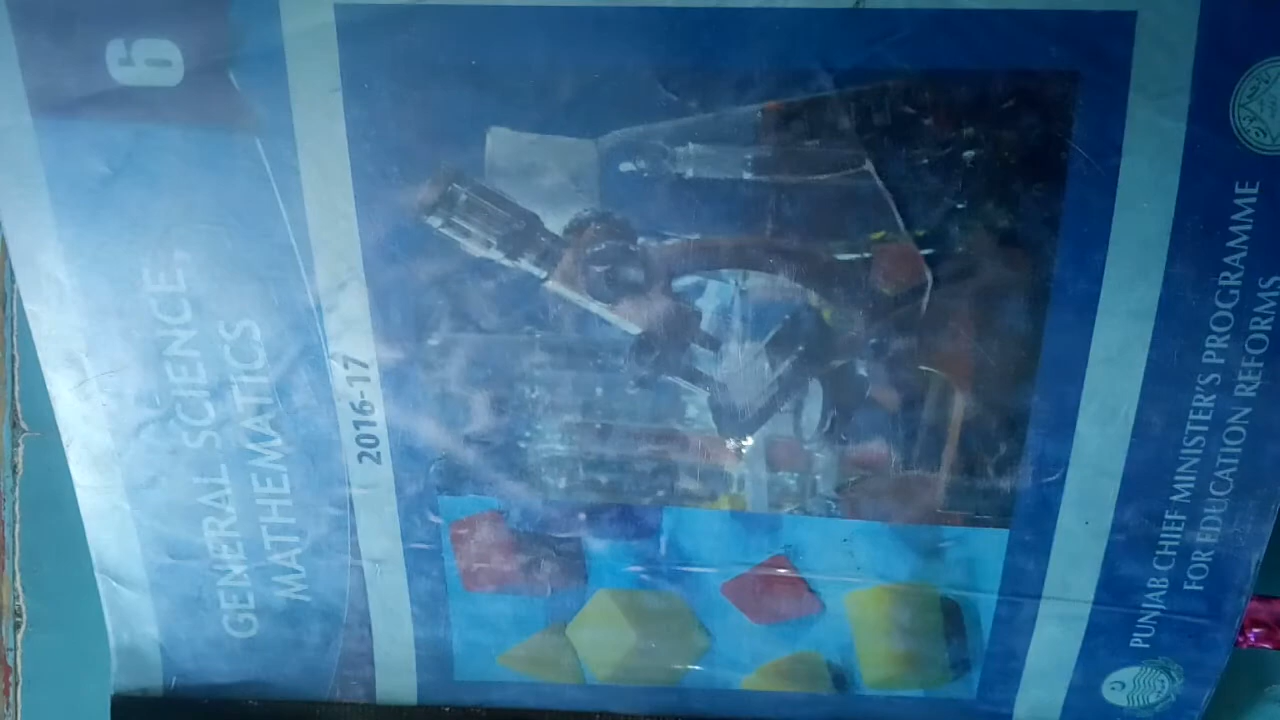 6
GENERAL SCIENCE,
MATHEMATICS
2016-17
PUNJAB CHIEF MINISTER'S PROGRAMME
FOR EDUCATION REFORMS